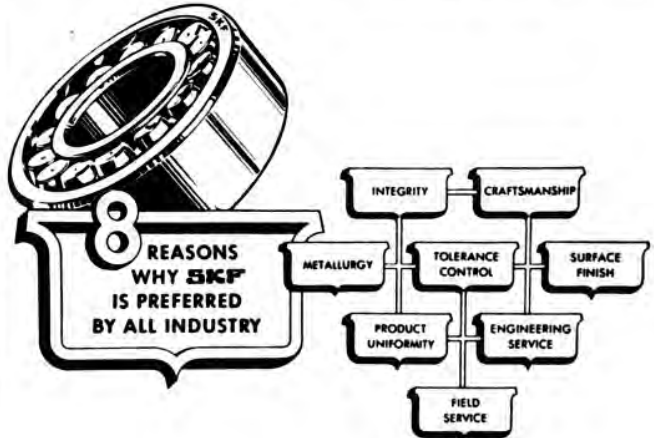 SKF
8
REASONS
WHY SKF
IS PREFERRED
BY ALL INDUSTRY
INTEGRITY
CRAFTSMANSHIP
METALLURGY
TOLERANCE
CONTROL
SURFACE
FINISH
PRODUCT
UNIFORMITY
ENGINEERING
SERVICE
FIELD
SERVICE